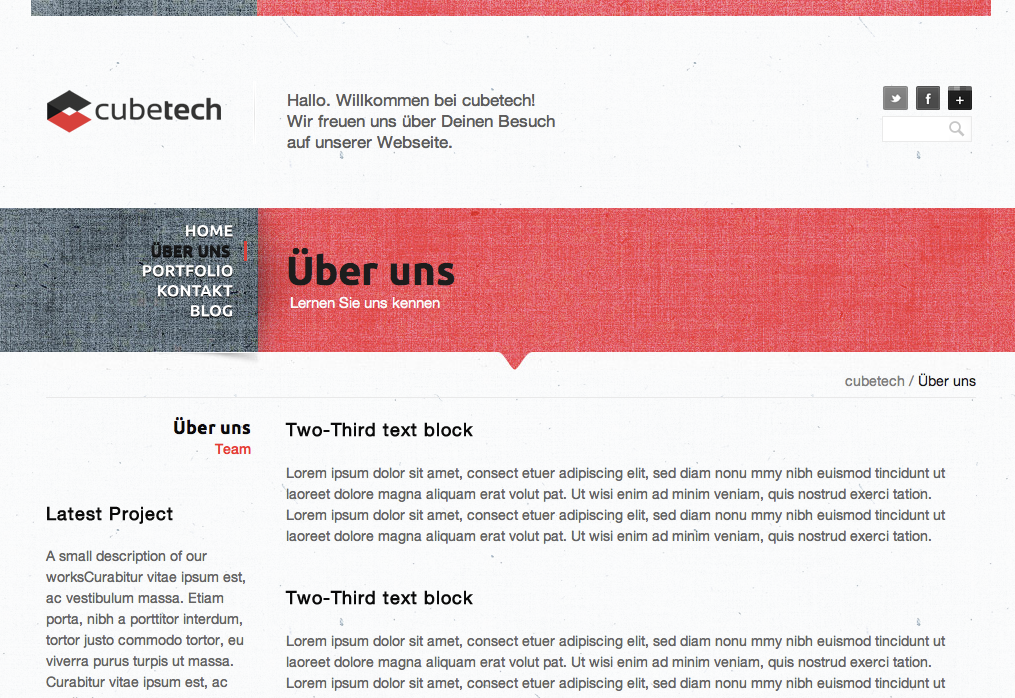 cubetech
Hallo. Willkommen bei cubetech!
Wir freuen uns über Deinen Besuch
auf unserer Webseite.
f
+
HOME
ÜBER UNS
PORTFOLIO
KONTAKT
BLOG
Über uns
Lernen Sie uns kennen
cubetech / Über uns
Über uns
Team
Latest Project
A small description of our
worksCurabitur vitae ipsum est,
ac vestibulum massa. Etiam
porta, nibh a porttitor interdum,
tortor justo commodo tortor, eu
viverra purus turpis ut massa.
Curabitur vitae ipsum est, ac
Two-Third text block
Lorem ipsum dolor sit amet, consect etuer adipiscing elit, sed diam nonu mmy nibh euismod tincidunt ut
laoreet dolore magna aliquam erat volut pat. Ut wisi enim ad minim veniam, quis nostrud exerci tation.
Lorem ipsum dolor sit amet, consect etuer adipiscing elit, sed diam nonu mmy nibh euismod tincidunt ut
laoreet dolore magna aliquam erat volut pat. Ut wisi enim ad minim veniam, quis nostrud exerci tation.
Two-Third text block
Lorem ipsum dolor sit amet, consect etuer adipiscing elit, sed diam nonu mmy nibh euismod tincidunt ut
laoreet dolore magna aliquam erat volut pat. Ut wisi enim ad minim veniam, quis nostrud exerci tation.
Lorem ipsum dolor sit amet, consect etuer adipiscing elit, sed diam nonu mmy nibh euismod tincidunt ut